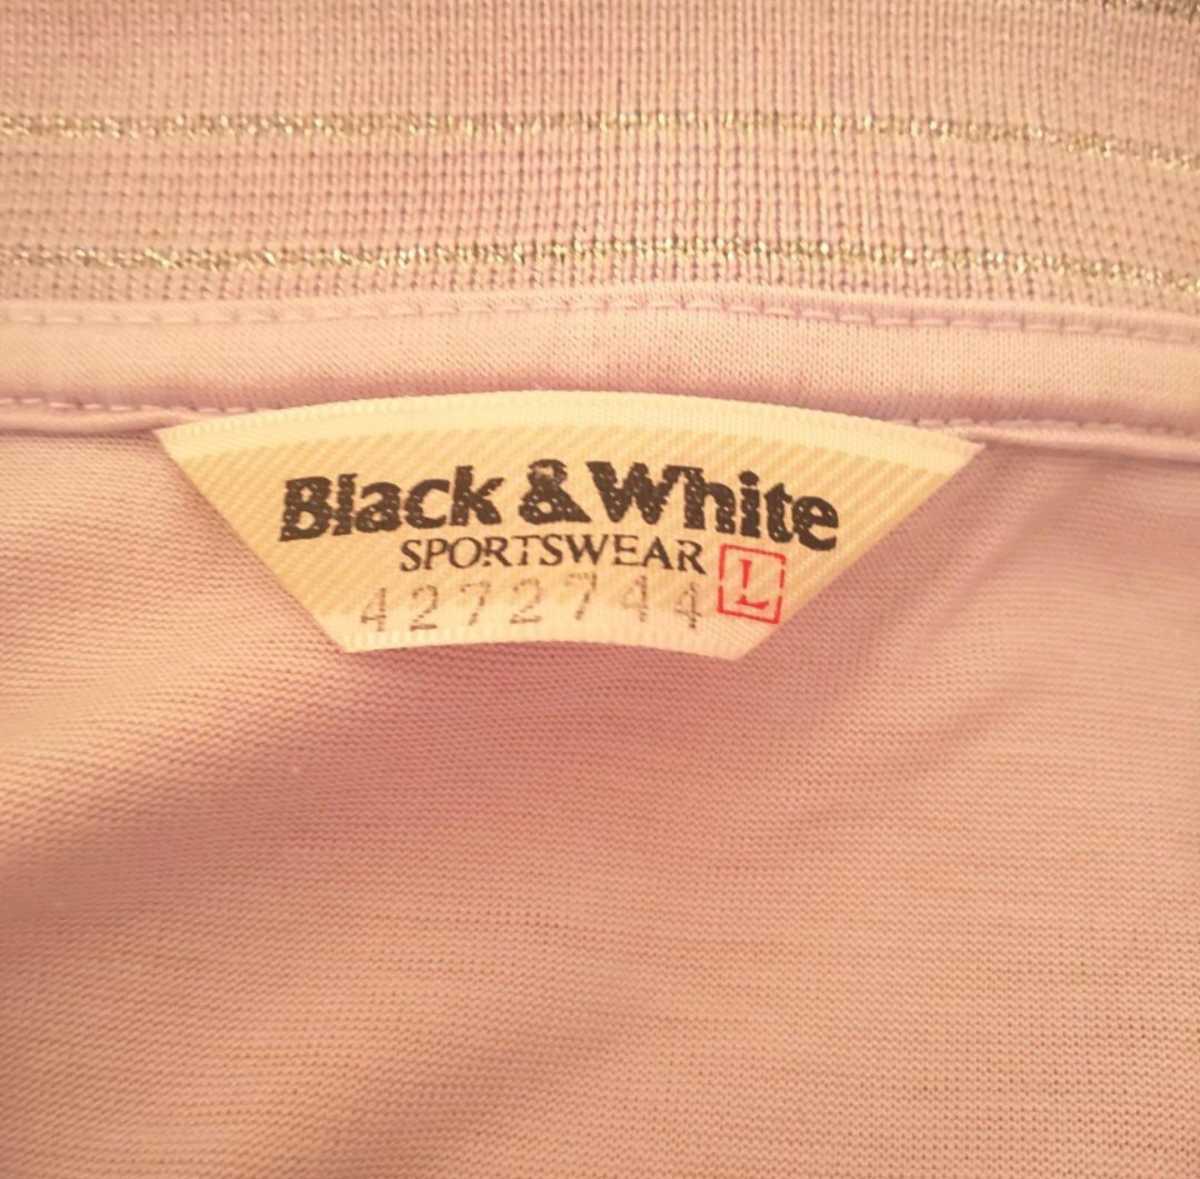 Black & White
SPORTSWEAR L
4272744